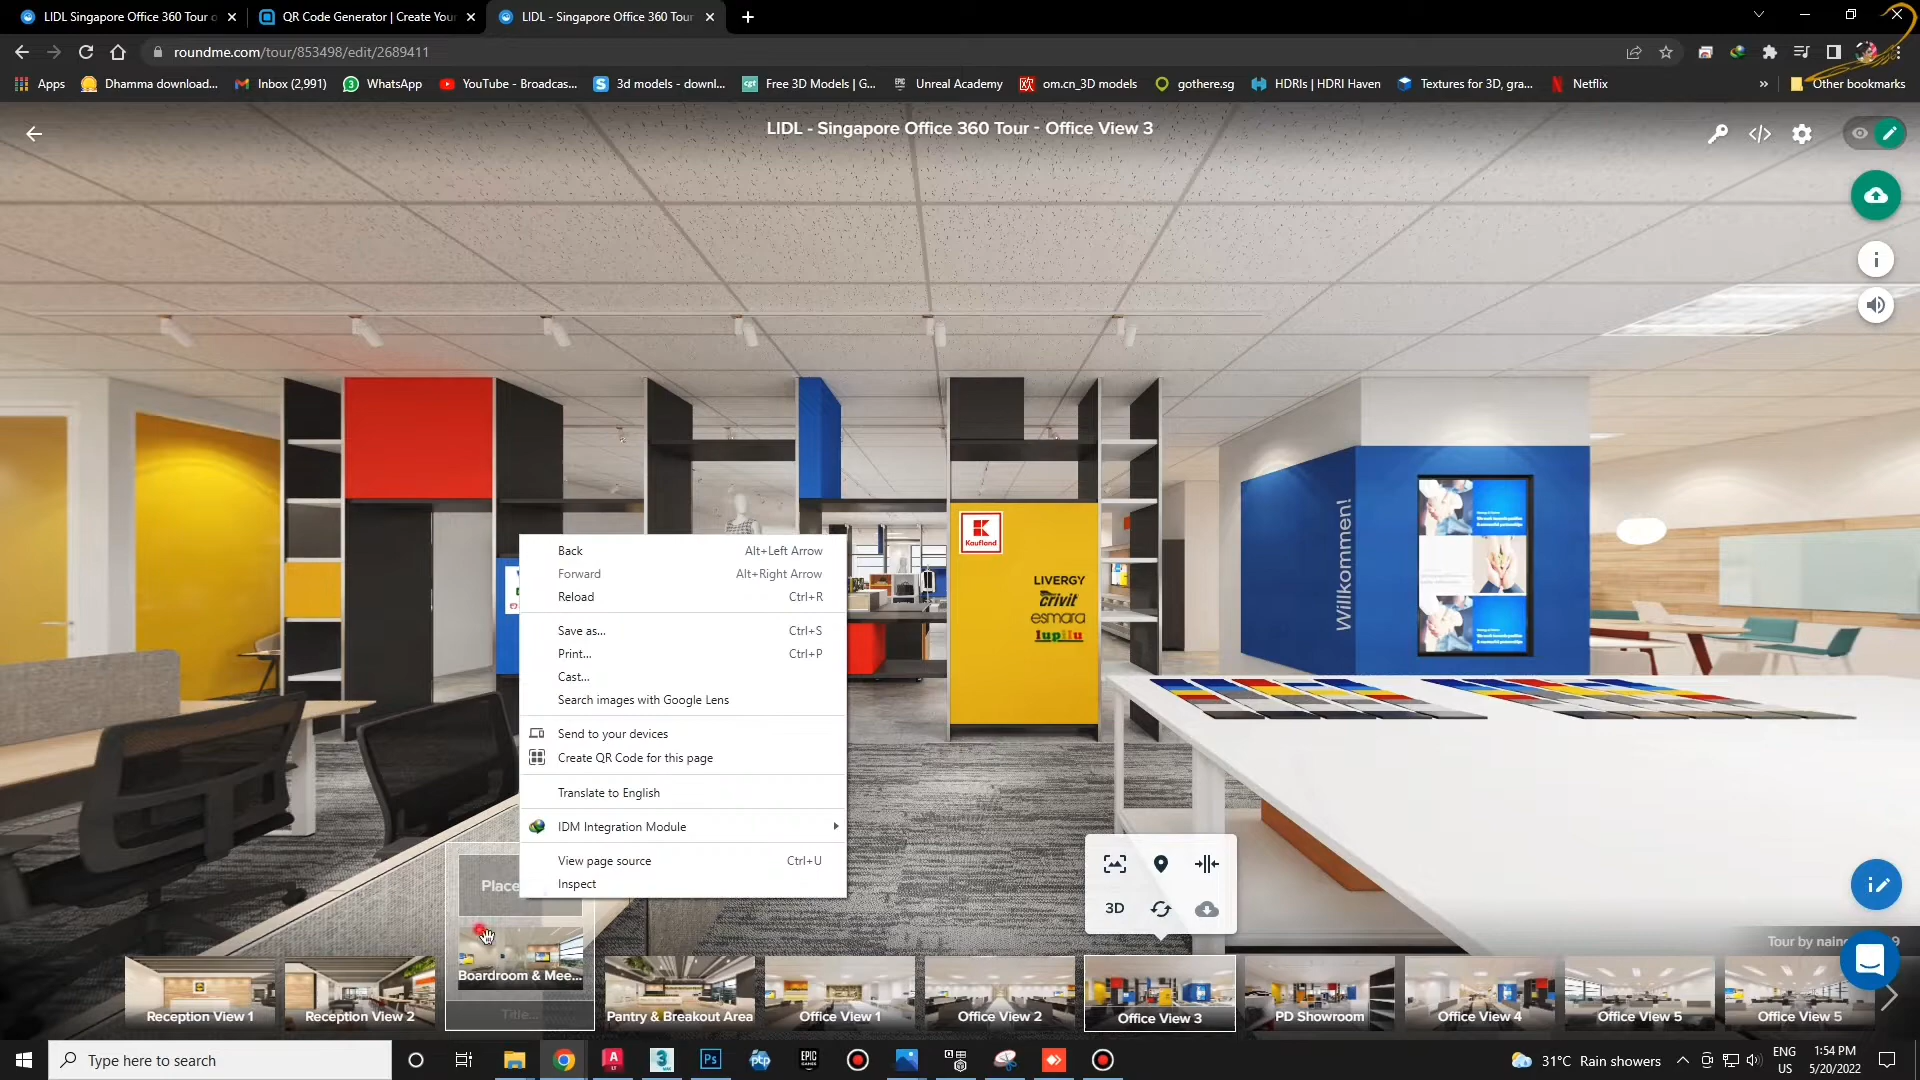 LIDL Singapore Office 360 Tour o
QR Code Generator | Create Your
LIDL - Singapore Office 360 Tour
roundme.com/tour/853498/edit/2689411
Apps
Dhamma download...
Inbox (2,991)
WhatsApp
YouTube - Broadcas...
3d models - downl...
Free 3D Models | G...
Unreal Academy
om.cn_3D models
gothere.sg
HDRIs | HDRI Haven
Textures for 3D, gra...
Netflix
»
Other bookmarks
LIDL - Singapore Office 360 Tour - Office View 3
Kaufland
LIVERGY
crivit
esmara
lupilu
Willkommen!
Back Alt+Left Arrow
Forward Alt+Right Arrow
Reload Ctrl+R
Save as... Ctrl+S
Print... Ctrl+P
Cast...
Search images with Google Lens
Send to your devices
Create QR Code for this page
Translate to English
IDM Integration Module
View page source Ctrl+U
Inspect
Place
3D
Tour by
Reception View 1
Reception View 2
Boardroom & Mee...
Title...
Pantry & Breakout Area
Office View 1
Office View 2
Office View 3
PD Showroom
Office View 4
Office View 5
Office View 5
Type here to search
31°C Rain showers
ENG
US
1:54 PM
5/20/2022